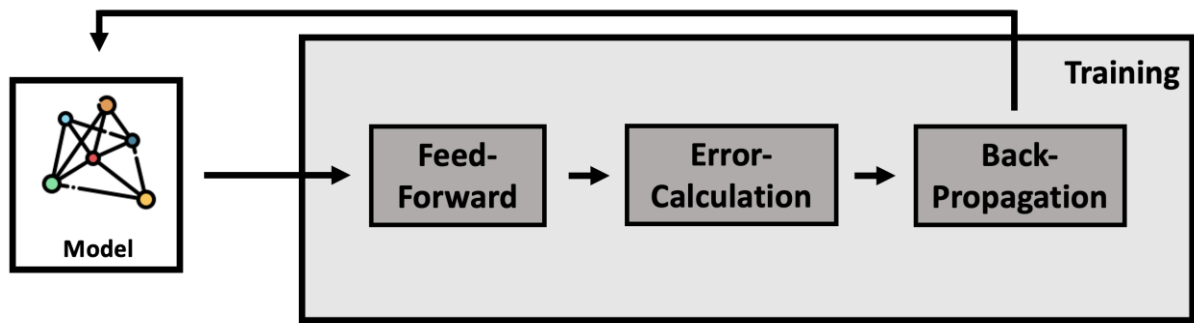 Training
Feed-
Forward
Error-
Calculation
Back-
Propagation
Model